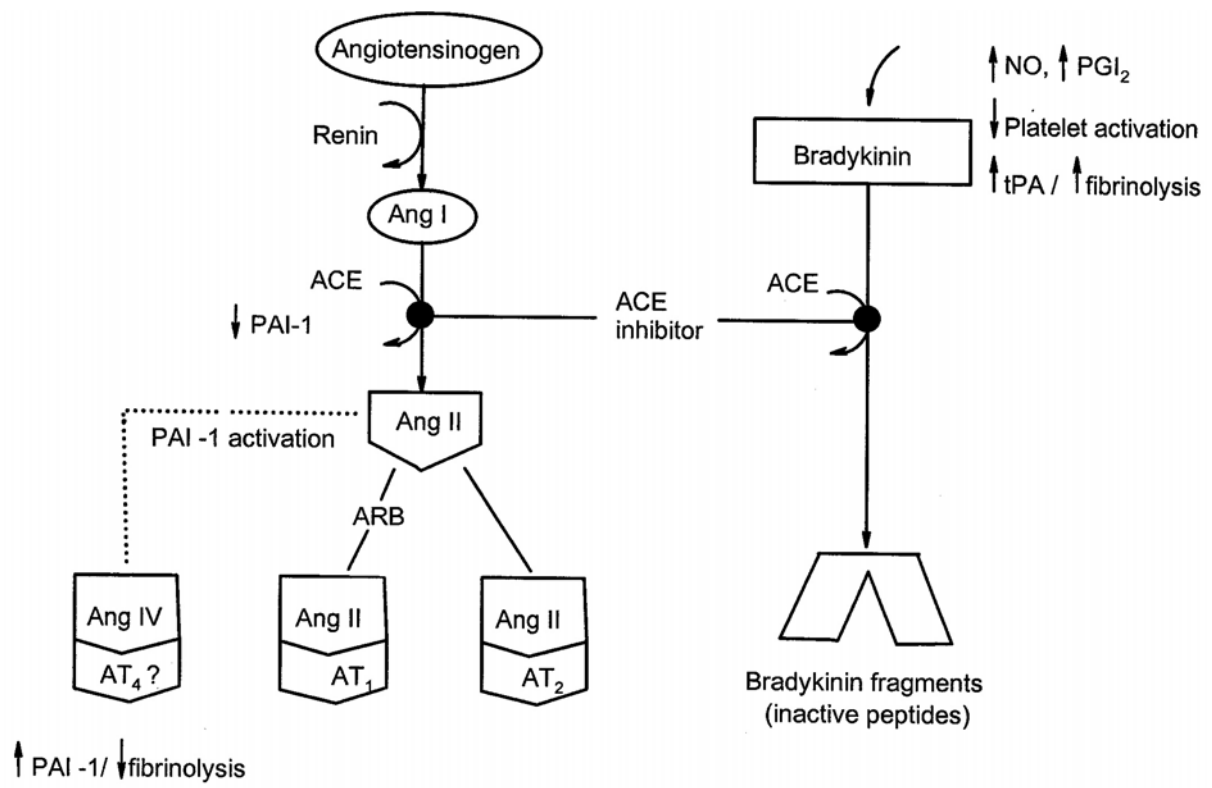 Angiotensinogen
Renin
Ang I
ACE
↓ PAI-1
PAI -1 activation
Ang II
ARB
Ang IV
AT₄ ?
Ang II
AT₁
Ang II
AT₂
↑ PAI -1/ ↓fibrinolysis
ACE
inhibitor
↑ NO, ↑ PGI₂
↓ Platelet activation
↑ tPA / ↑ fibrinolysis
Bradykinin
ACE
Bradykinin fragments
(inactive peptides)